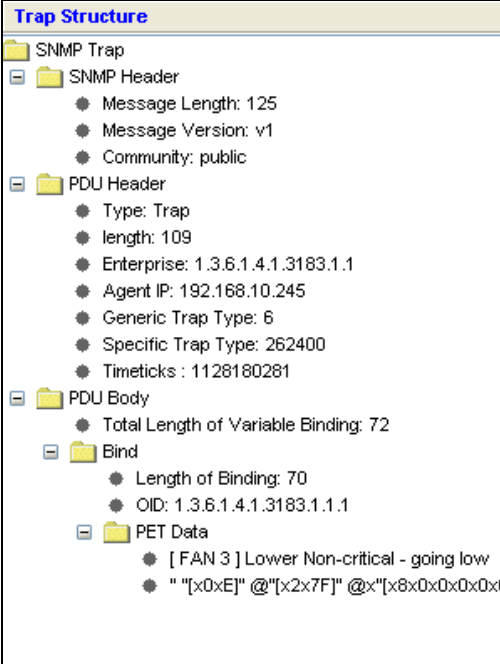 Trap Structure
SNMP Trap
SNMP Header
Message Length: 125
Message Version: v1
Community: public
PDU Header
Type: Trap
length: 109
Enterprise: 1.3.6.1.4.1.3183.1.1
Agent IP: 192.168.10.245
Generic Trap Type: 6
Specific Trap Type: 262400
Timeticks : 1128180281
PDU Body
Total Length of Variable Binding: 72
Bind
Length of Binding: 70
OID: 1.3.6.1.4.1.3183.1.1.1
PET Data
[ FAN 3 ] Lower Non-critical - going low
" "[x0xE]" @"[x2x7F]" @x"[x8x0x0x0x0x